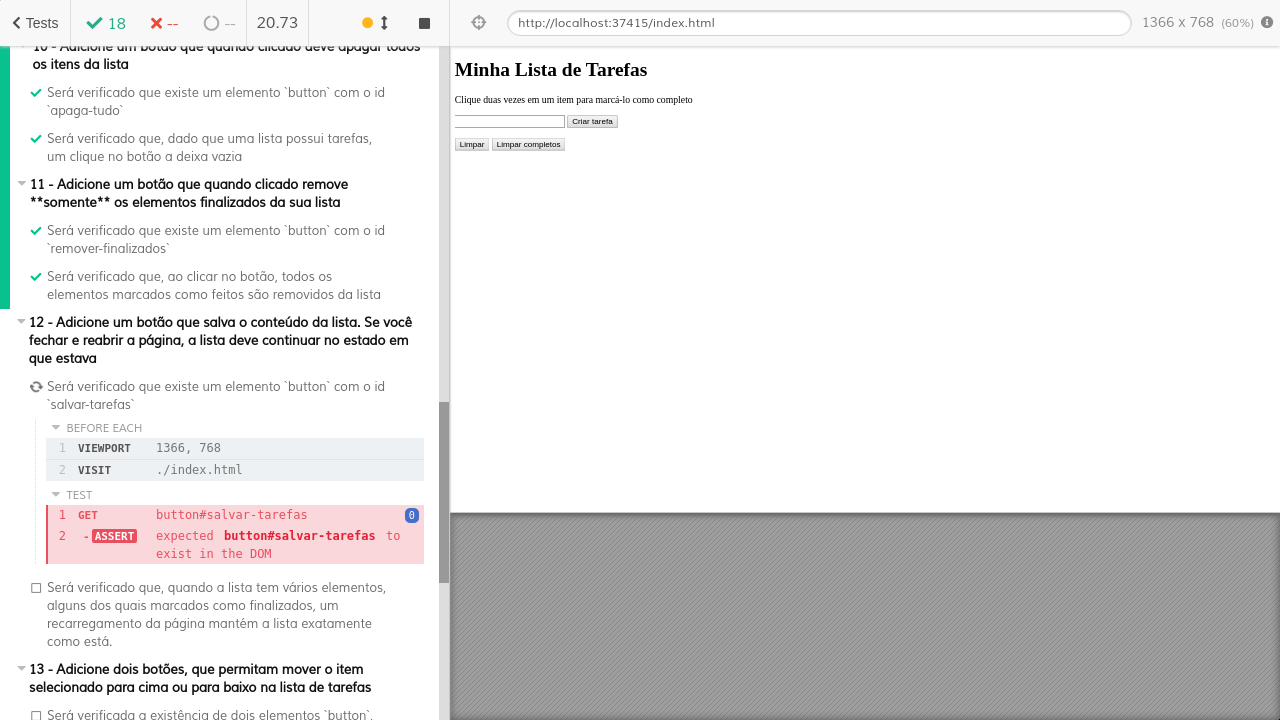 Tests
18
--
--
20.73
http://localhost:37415/index.html
1366 x 768 (60%)
10 - Adicione um botão que quando clicado deve apagar todos
os itens da lista
Será verificado que existe um elemento `button` com o id
`apaga-tudo`
Será verificado que, dado que uma lista possui tarefas,
um clique no botão a deixa vazia
11 - Adicione um botão que quando clicado remove
**somente** os elementos finalizados da sua lista
Será verificado que existe um elemento `button` com o id
`remover-finalizados`
Será verificado que, ao clicar no botão, todos os
elementos marcados como feitos são removidos da lista
12 - Adicione um botão que salva o conteúdo da lista. Se você
fechar e reabrir a página, a lista deve continuar no estado em
que estava
Será verificado que existe um elemento `button` com o id
`salvar-tarefas`
BEFORE EACH
1 VIEWPORT 1366, 768
2 VISIT ./index.html
TEST
1 GET button#salvar-tarefas 0
2 -ASSERT expected button#salvar-tarefas to
exist in the DOM
Será verificado que, quando a lista tem vários elementos,
alguns dos quais marcados como finalizados, um
recarregamento da página mantém a lista exatamente
como está.
13 - Adicione dois botões, que permitam mover o item
selecionado para cima ou para baixo na lista de tarefas
Será verificada a existência de dois elementos `button`,
Minha Lista de Tarefas
Clique duas vezes em um item para marcá-lo como completo
Criar tarefa
Limpar Limpar completos